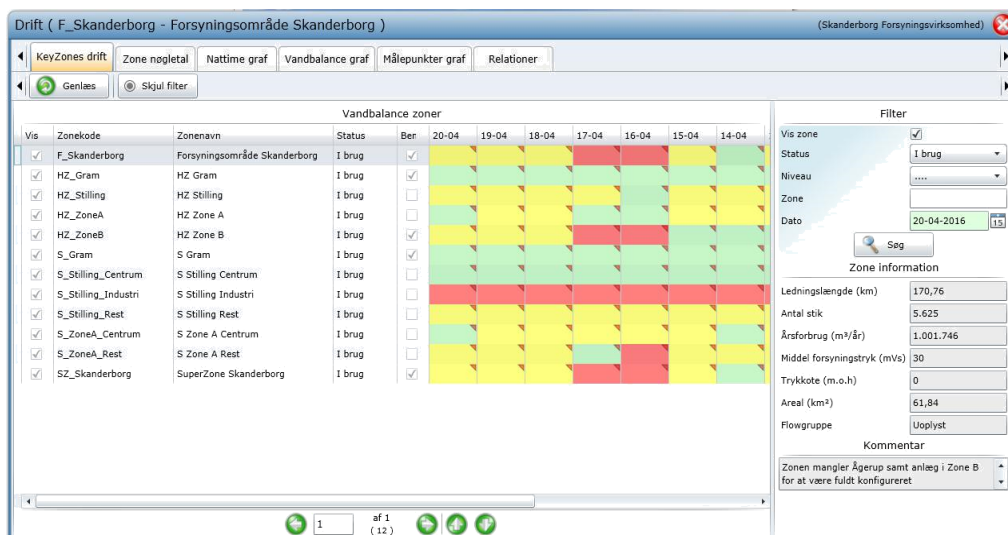 Drift ( F_Skanderborg - Forsyningsområde Skanderborg )
(Skanderborg Forsyningsvirksomhed)
KeyZones drift Zone nøgletal Nattime graf Vandbalance graf Målepunkter graf Relationer
Genlæs Skjul filter
Vandbalance zoner
Vis Zonekode Zonenavn Status Ber 20-04 19-04 18-04 17-04 16-04 15-04 14-04
F_Skanderborg Forsyningsområde Skanderborg I brug
HZ_Gram HZ Gram I brug
HZ_Stilling HZ Stilling I brug
HZ_ZoneA HZ Zone A I brug
HZ_ZoneB HZ Zone B I brug
S_Gram S Gram I brug
S_Stilling_Centrum S Stilling Centrum I brug
S_Stilling_Industri S Stilling Industri I brug
S_Stilling_Rest S Stilling Rest I brug
S_ZoneA_Centrum S Zone A Centrum I brug
S_ZoneA_Rest S Zone A Rest I brug
SZ_Skanderborg SuperZone Skanderborg I brug
1 af 1
( 12 )
Filter
Vis zone
Status I brug
Niveau ....
Zone
Dato 20-04-2016 15
Søg
Zone information
Ledningslængde (km) 170,76
Antal stik 5.625
Årsforbrug (m³/år) 1.001.746
Middel forsyningstryk (mVs) 30
Trykkote (m.o.h) 0
Areal (km²) 61,84
Flowgruppe Uoplyst
Kommentar
Zonen mangler Ågerup samt anlæg i Zone B
for at være fuldt konfigureret